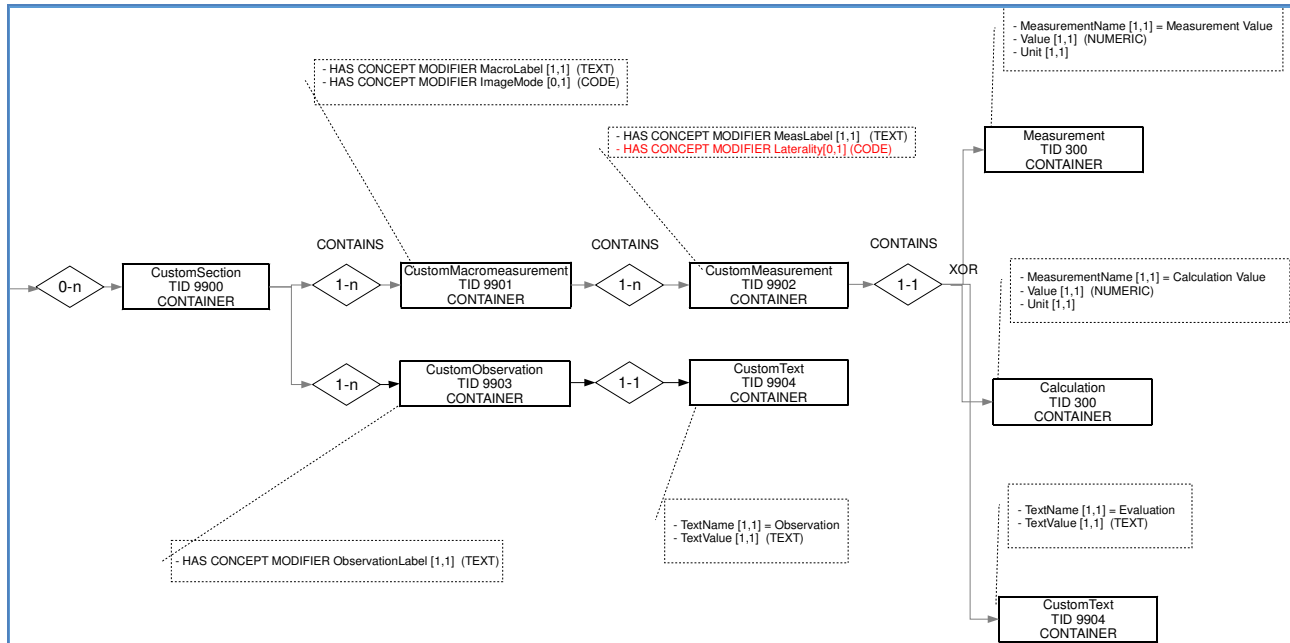 - MeasurementName [1,1] = Measurement Value
- Value [1,1]  (NUMERIC)
- Unit [1,1]
- HAS CONCEPT MODIFIER MacroLabel [1,1]  (TEXT)
- HAS CONCEPT MODIFIER ImageMode [0,1] (CODE)
- HAS CONCEPT MODIFIER MeasLabel [1,1]   (TEXT)
- HAS CONCEPT MODIFIER Laterality[0,1] (CODE)
Measurement
TID 300
CONTAINER
CONTAINS
CONTAINS
CONTAINS
0-n
CustomSection
TID 9900
CONTAINER
1-n
CustomMacromeasurement
TID 9901
CONTAINER
1-n
CustomMeasurement
TID 9902
CONTAINER
1-1
XOR
- MeasurementName [1,1] = Calculation Value
- Value [1,1]  (NUMERIC)
- Unit [1,1]
1-n
CustomObservation
TID 9903
CONTAINER
1-1
CustomText
TID 9904
CONTAINER
Calculation
TID 300
CONTAINER
- TextName [1,1] = Observation
- TextValue [1,1]  (TEXT)
- TextName [1,1] = Evaluation
- TextValue [1,1]  (TEXT)
- HAS CONCEPT MODIFIER ObservationLabel [1,1]  (TEXT)
CustomText
TID 9904
CONTAINER